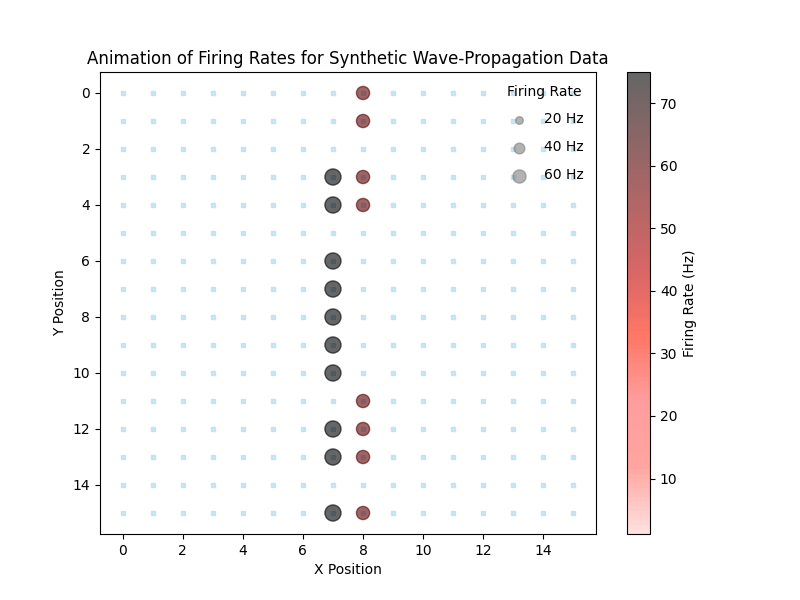 Animation of Firing Rates for Synthetic Wave-Propagation Data
Firing Rate
20 Hz
40 Hz
60 Hz
0
2
4
6
8
10
12
14
Y Position
0 2 4 6 8 10 12 14
X Position
70
60
50
40
30
20
10
Firing Rate (Hz)